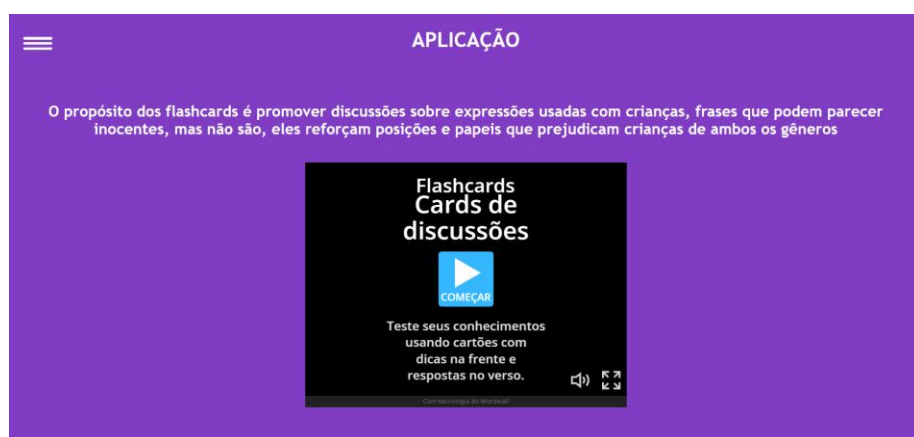 APLICAÇÃO
O propósito dos flashcards é promover discussões sobre expressões usadas com crianças, frases que podem parecer
inocentes, mas não são, eles reforçam posições e papeis que prejudicam crianças de ambos os gêneros
Flashcards
Cards de
discussões
COMEÇAR
Teste seus conhecimentos
usando cartões com
dicas na frente e
respostas no verso.
Com tecnologia do Wordwall